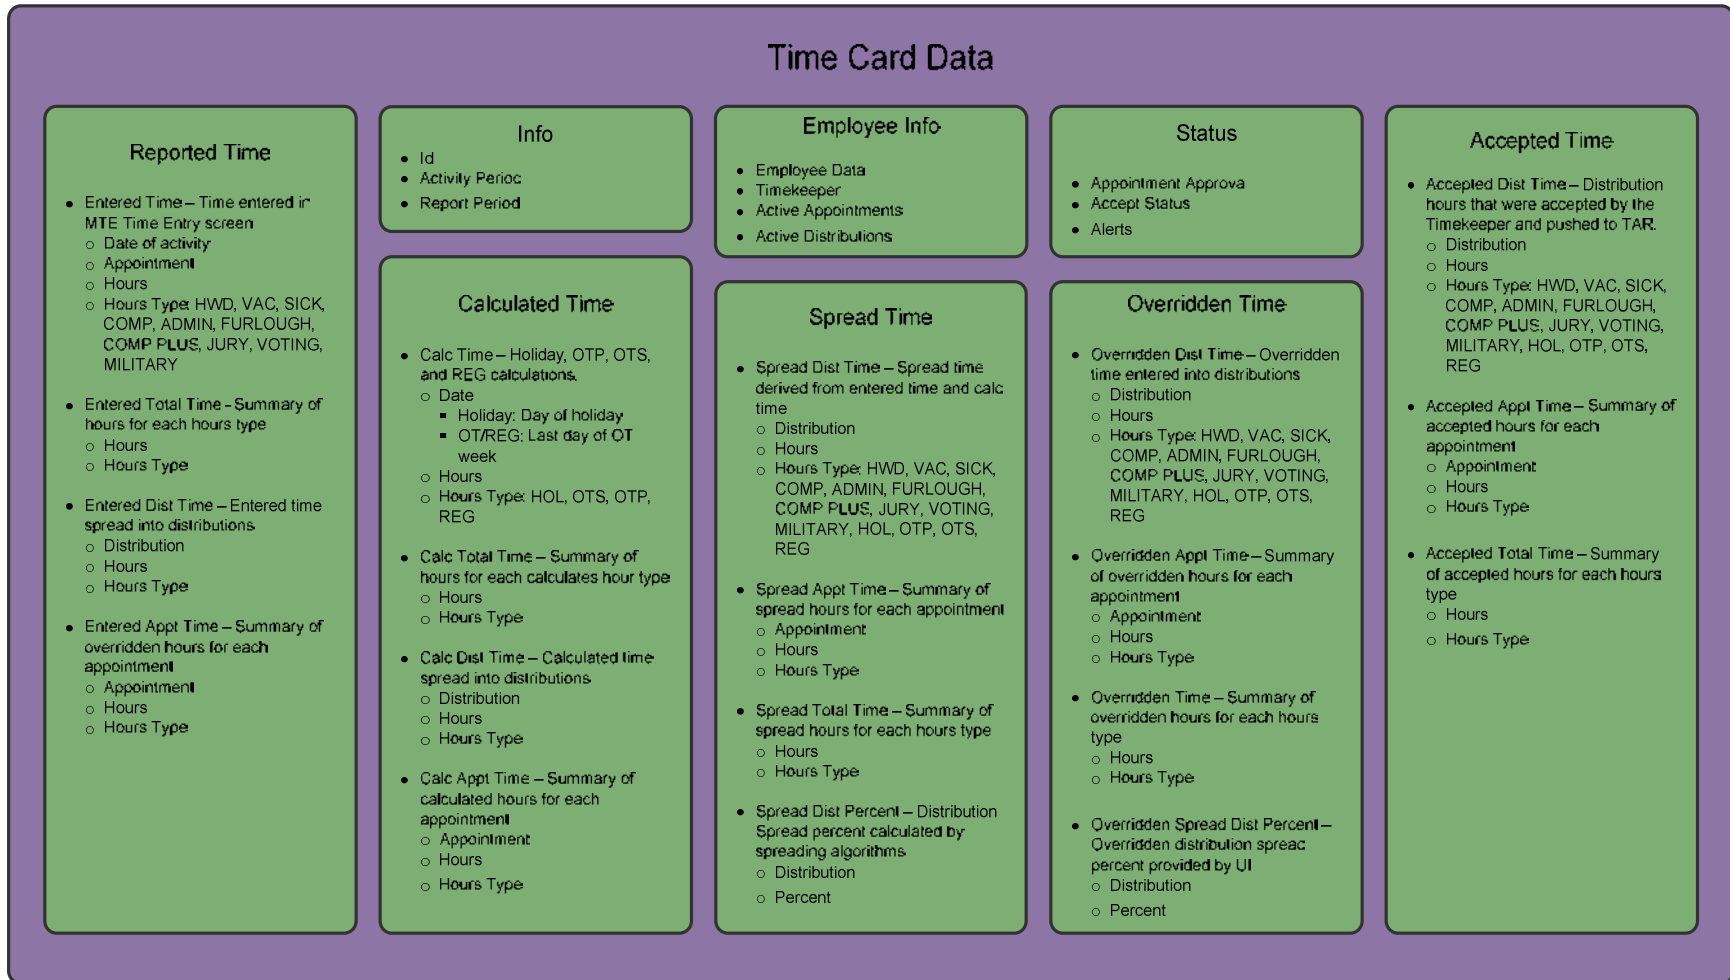 Time Card Data
Reported Time
• Entered Time – Time entered in
MTE Time Entry screen
o Date of activity
o Appointment
o Hours
o Hours Type: HWD, VAC, SICK,
COMP, ADMIN, FURLOUGH,
COMP PLUS, JURY, VOTING,
MILITARY
• Entered Total Time - Summary of
hours for each hours type
o Hours
o Hours Type
• Entered Dist Time – Entered time
spread into distributions
o Distribution
o Hours
o Hours Type
• Entered Appt Time – Summary of
overridden hours for each
appointment
o Appointment
o Hours
o Hours Type
Info
• Id
• Activity Period
• Report Period
Calculated Time
• Calc Time – Holiday, OTP, OTS,
and REG calculations.
o Date
▪ Holiday: Day of holiday
▪ OT/REG: Last day of OT
week
o Hours
o Hours Type: HOL, OTS, OTP,
REG
• Calc Total Time – Summary of
hours for each calculates hour type
o Hours
o Hours Type
• Calc Dist Time – Calculated time
spread into distributions
o Distribution
o Hours
o Hours Type
• Calc Appt Time – Summary of
calculated hours for each
appointment
o Appointment
o Hours
o Hours Type
Employee Info
• Employee Data
• Timekeeper
• Active Appointments
• Active Distributions
Spread Time
• Spread Dist Time – Spread time
derived from entered time and calc
time
o Distribution
o Hours
o Hours Type: HWD, VAC, SICK,
COMP, ADMIN, FURLOUGH,
COMP PLUS, JURY, VOTING,
MILITARY, HOL, OTP, OTS,
REG
• Spread Appt Time – Summary of
spread hours for each appointment
o Appointment
o Hours
o Hours Type
• Spread Total Time – Summary of
spread hours for each hours type
o Hours
o Hours Type
• Spread Dist Percent – Distribution
Spread percent calculated by
spreading algorithms
o Distribution
o Percent
Status
• Appointment Approva
• Accept Status
• Alerts
Overridden Time
• Overridden Dist Time – Overridden
time entered into distributions
o Distribution
o Hours
o Hours Type: HWD, VAC, SICK,
COMP, ADMIN, FURLOUGH,
COMP PLUS, JURY, VOTING,
MILITARY, HOL, OTP, OTS,
REG
• Overridden Appt Time – Summary
of overridden hours for each
appointment
o Appointment
o Hours
o Hours Type
• Overridden Time – Summary of
overridden hours for each hours
type
o Hours
o Hours Type
• Overridden Spread Dist Percent –
Overridden distribution spread
percent provided by UI
o Distribution
o Percent
Accepted Time
• Accepted Dist Time – Distribution
hours that were accepted by the
Timekeeper and pushed to TAR.
o Distribution
o Hours
o Hours Type: HWD, VAC, SICK,
COMP, ADMIN, FURLOUGH,
COMP PLUS, JURY, VOTING,
MILITARY, HOL, OTP, OTS,
REG
• Accepted Appt Time – Summary of
accepted hours for each
appointment
o Appointment
o Hours
o Hours Type
• Accepted Total Time – Summary
of accepted hours for each hours
type
o Hours
o Hours Type